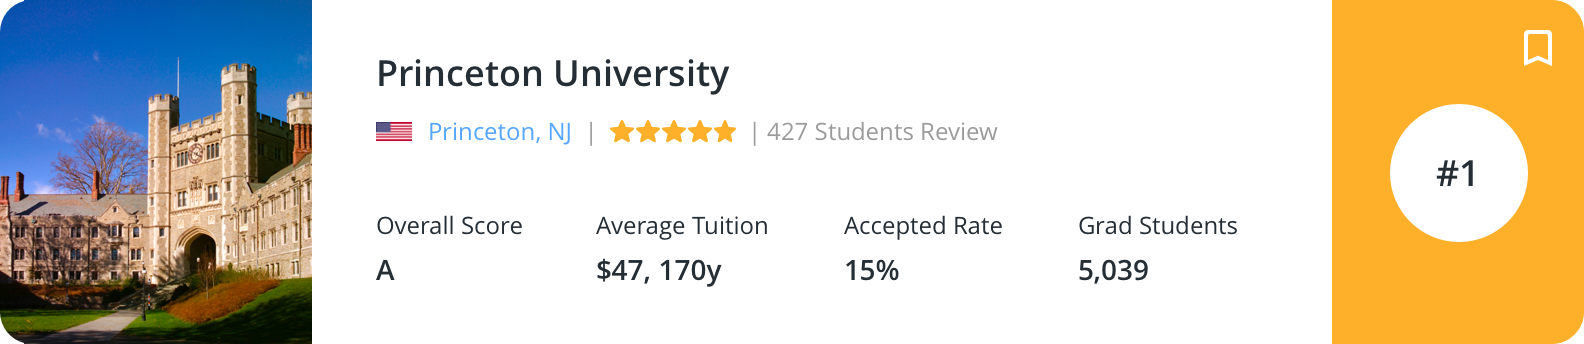 Princeton University
Princeton, NJ | | 427 Students Review
#1
Overall Score Average Tuition Accepted Rate Grad Students
A $47, 170y 15% 5,039